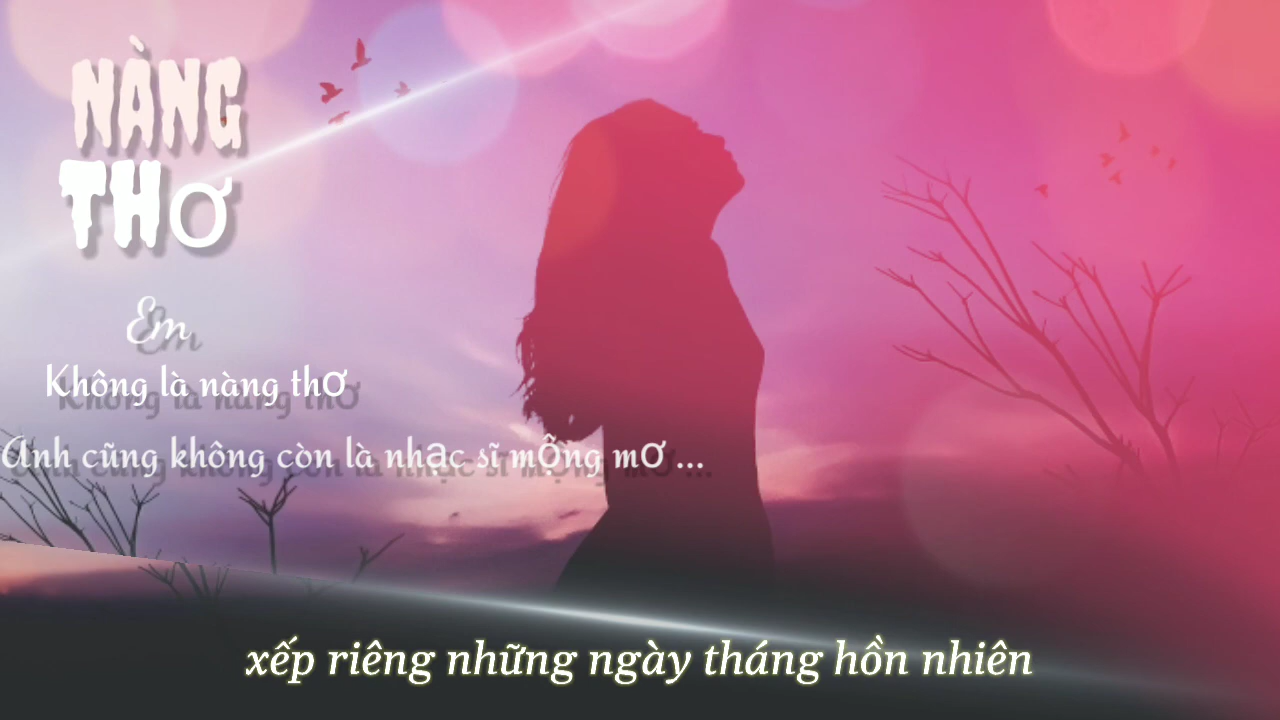 NÀNG
THƠ
Em
Không là nàng thơ
Anh cũng không còn là nhạc sĩ mộng mơ ...
xếp riêng những ngày tháng hồn nhiên